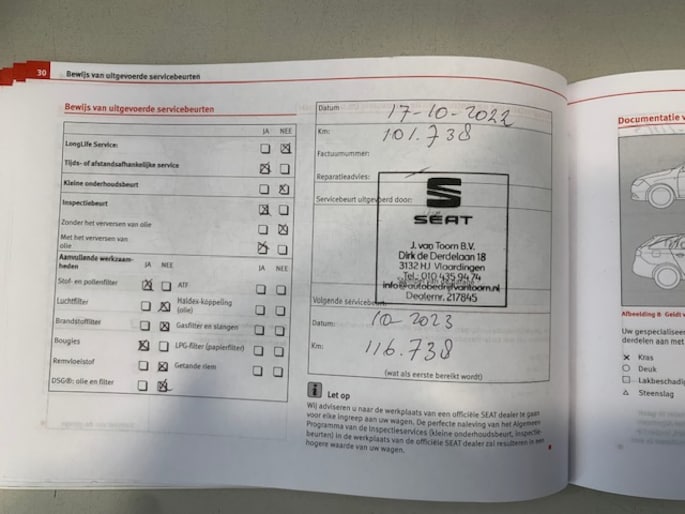 30 Bewijs van uitgevoerde servicebeurten
Bewijs van uitgevoerde servicebeurten
JA NEE
LongLife Service:
Tijds- of afstandsafhankelijke service
Kleine onderhoudsbeurt
Inspectiebeurt
Zonder het verversen van olie
Met het verversen van
olie
Aanvullende werkzaam-
heden
JA NEE JA NEE
Stof- en pollenfilter ATF
Luchtfilter Haldex-koppeling
(olie)
Brandstoffilter Gasfilter en slangen
Bougies LPG-filter (papierfilter)
Remvloeistof Getande riem
DSG®: olie en filter
Datum 17-10-2022
Km: 101.738
Factuurnummer:
Reparatieadvies:
Servicebeurt uitgevoerd door:
SEAT
J. van Toorn B.V.
Dirk de Derdelaan 18
3132 HJ Vlaardingen
Tel.: 010 435 94 74
info@autobedrijfvantoorn.nl
Dealernr. 217845
Volgende servicebeurt:
Datum: 10-2023
Km: 116.738
(wat als eerste bereikt wordt)
Let op
Wij adviseren u naar de werkplaats van een officiële SEAT dealer te gaan
voor elke ingreep aan uw wagen. De perfecte naleving van het Algemeen
Programma van de Inspectieservices (kleine onderhoudsbeurt, inspectie-
beurten) in de werkplaats van de officiële SEAT dealer zal resulteren in een
hogere waarde van uw wagen.
Documentatie v
Afbeelding 8 Geldt v
Uw gespecialiseer
derdelen aan met
Kras
Deuk
Lakbeschadig
Steenslag